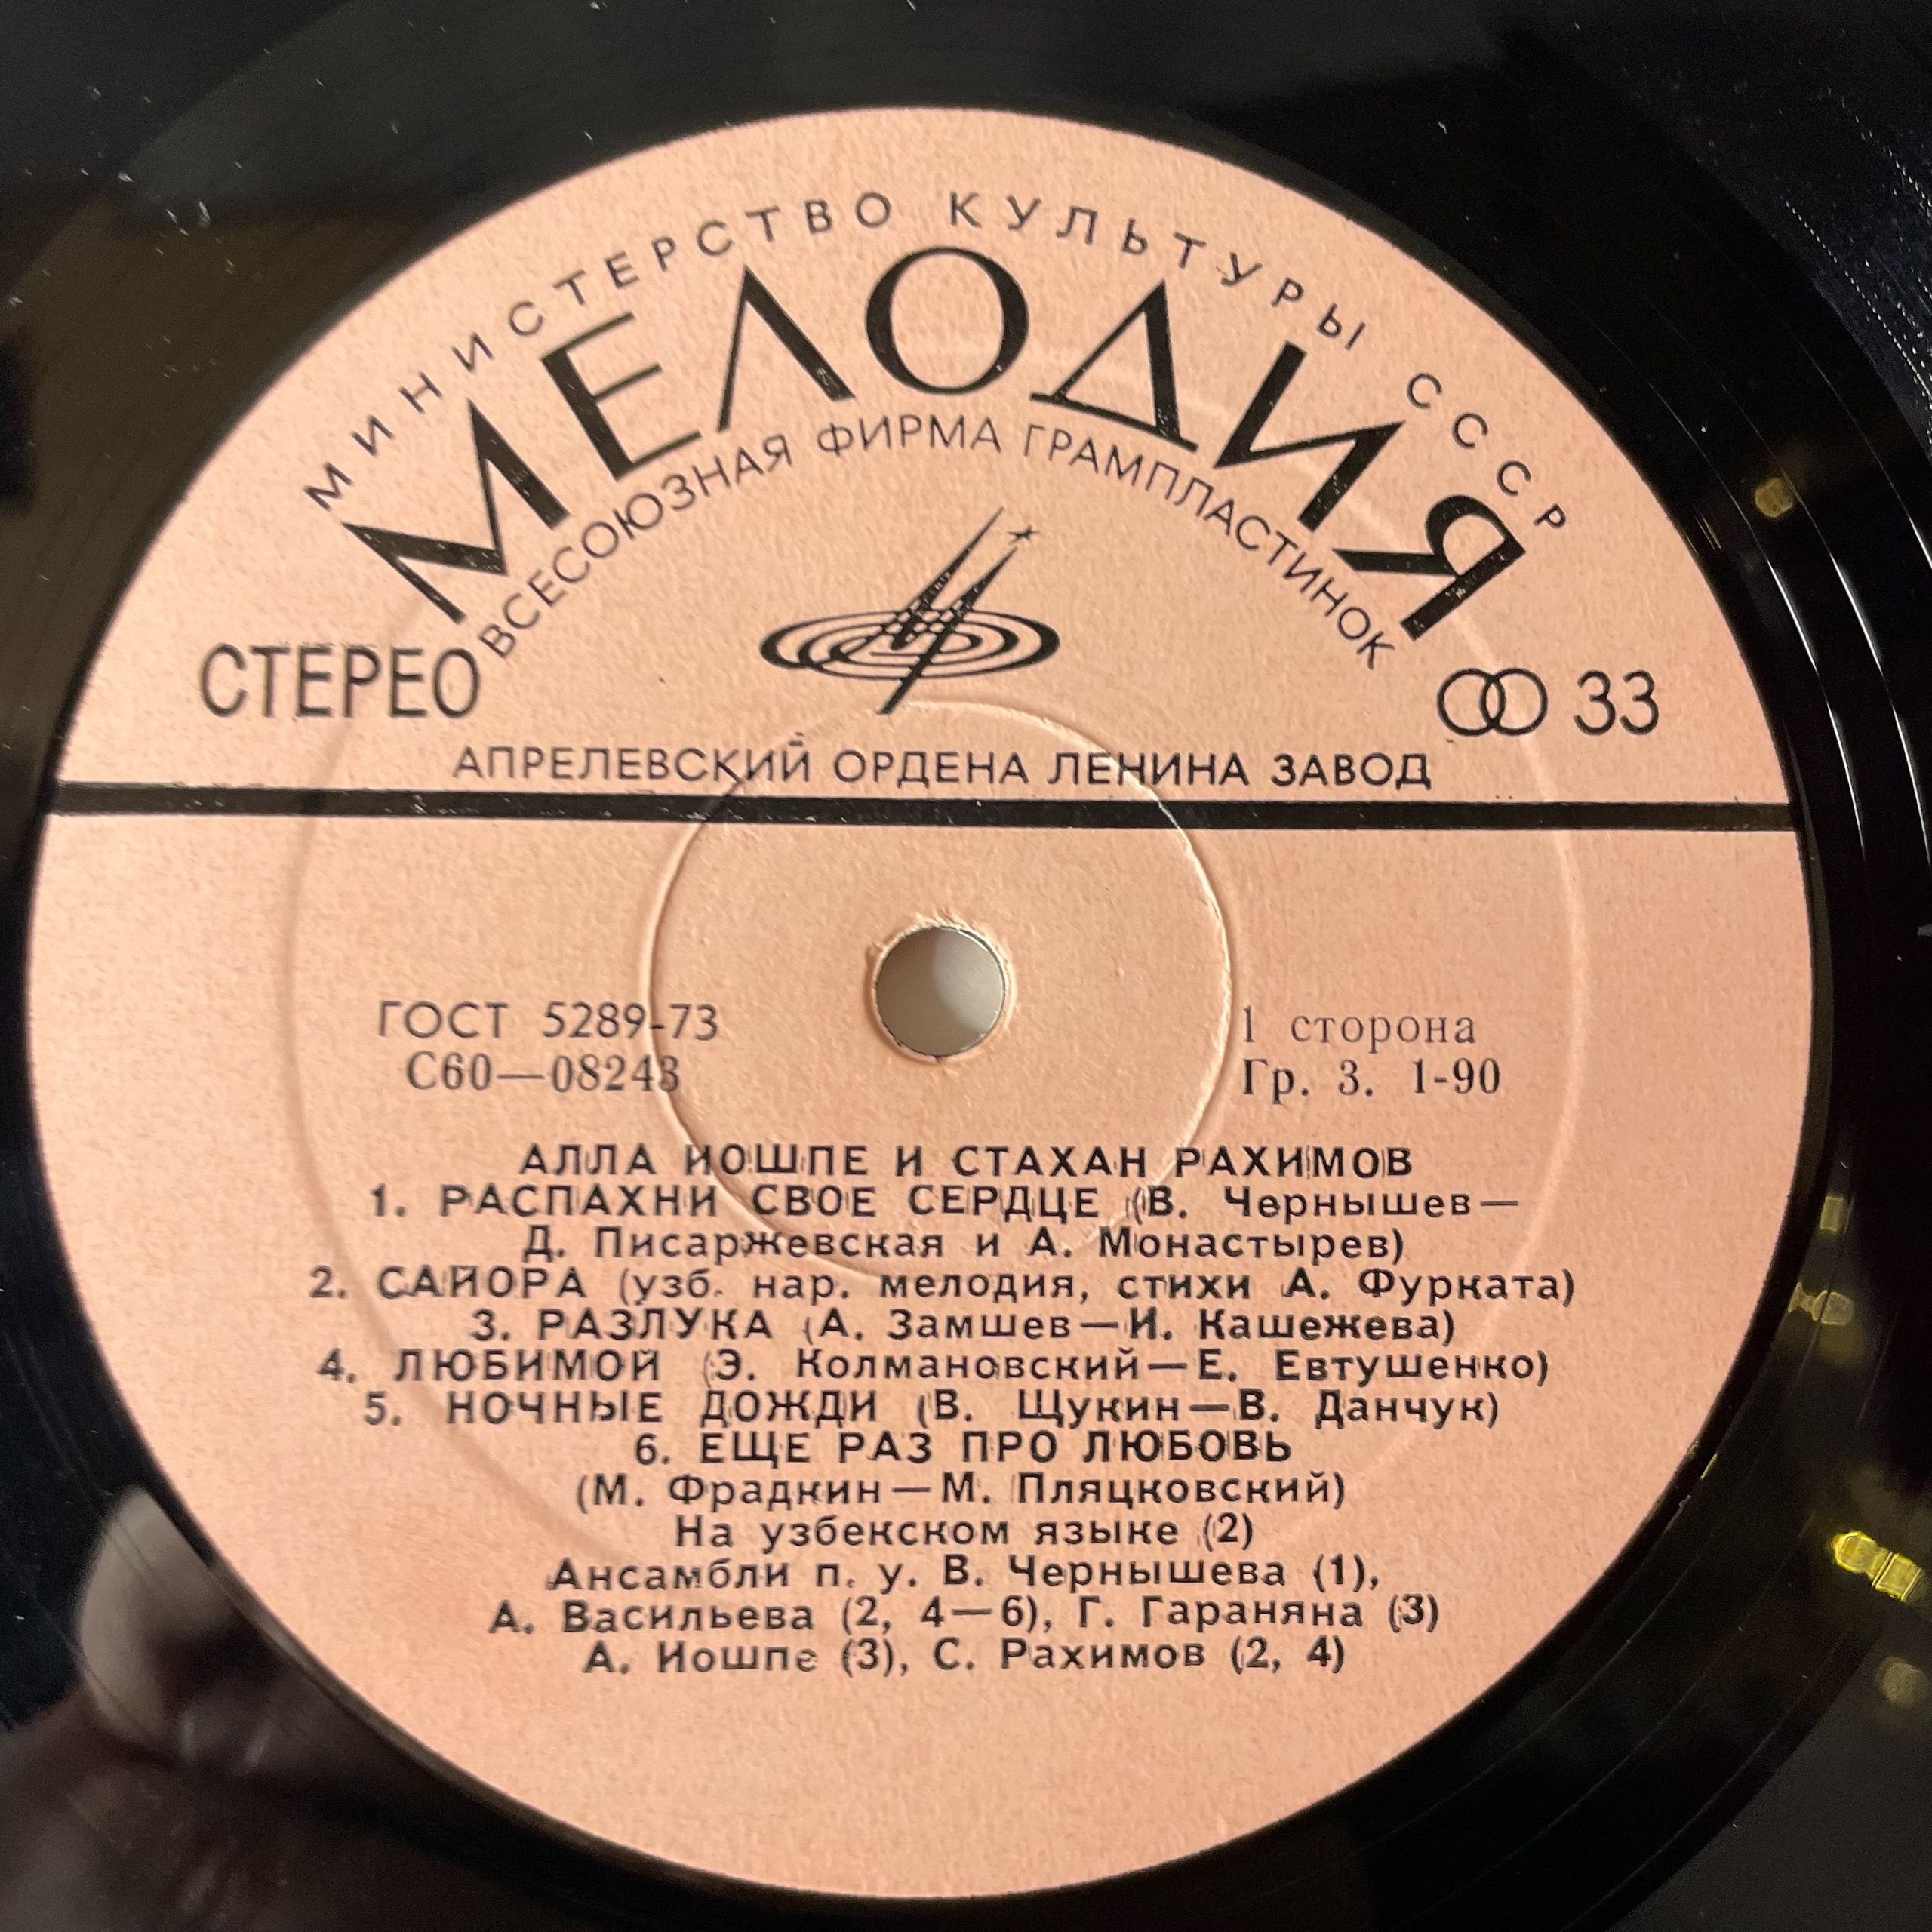 МИНИСТЕРСТВО КУЛЬТУРЫ СССР
МЕЛОДИЯ
ВСЕСОЮЗНАЯ ФИРМА ГРАМПЛАСТИНОК
СТЕРЕО
33
АПРЕЛЕВСКИЙ ОРДЕНА ЛЕНИНА ЗАВОД
ГОСТ 5289-73
С60—08243
1 сторона
Гр. 3. 1-90
АЛЛА ИОШПЕ И СТАХАН РАХИМОВ
1. РАСПАХНИ СВОЕ СЕРДЦЕ (В. Чернышев—
Д. Писаржевская и А. Монастырев)
2. САЙОРА (узб. нар. мелодия, стихи А. Фурката)
3. РАЗЛУКА (А. Замшев—И. Кашежева)
4. ЛЮБИМОЙ (Э. Колмановский—Е. Евтушенко)
5. НОЧНЫЕ ДОЖДИ (В. Щукин—В. Данчук)
6. ЕЩЕ РАЗ ПРО ЛЮБОВЬ
(М. Фрадкин—М. Пляцковский)
На узбекском языке (2)
Ансамбли п. у. В. Чернышева (1),
А. Васильева (2, 4—6), Г. Гараняна (3)
А. Иошпе (3), С. Рахимов (2, 4)